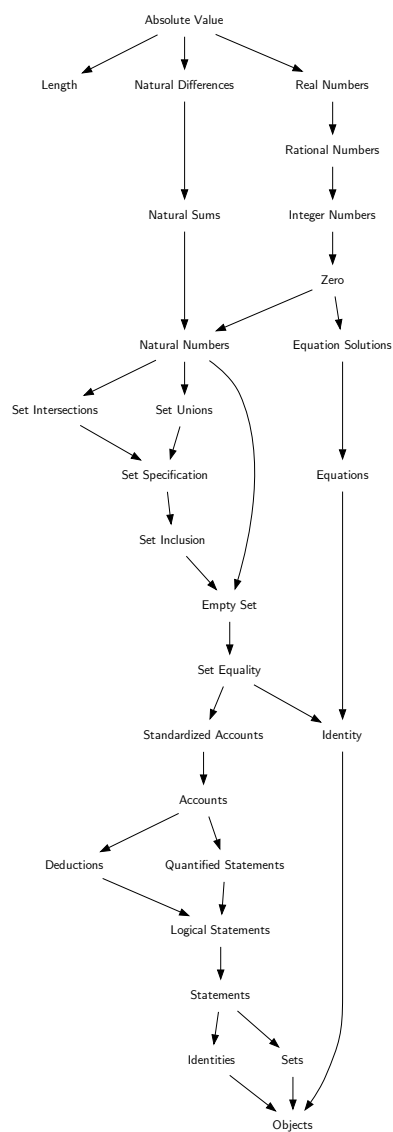 Absolute Value
Length
Natural Differences
Real Numbers
Rational Numbers
Natural Sums
Integer Numbers
Zero
Natural Numbers
Equation Solutions
Set Intersections
Set Unions
Set Specification
Equations
Set Inclusion
Empty Set
Set Equality
Standardized Accounts
Identity
Accounts
Deductions
Quantified Statements
Logical Statements
Statements
Identities
Sets
Objects